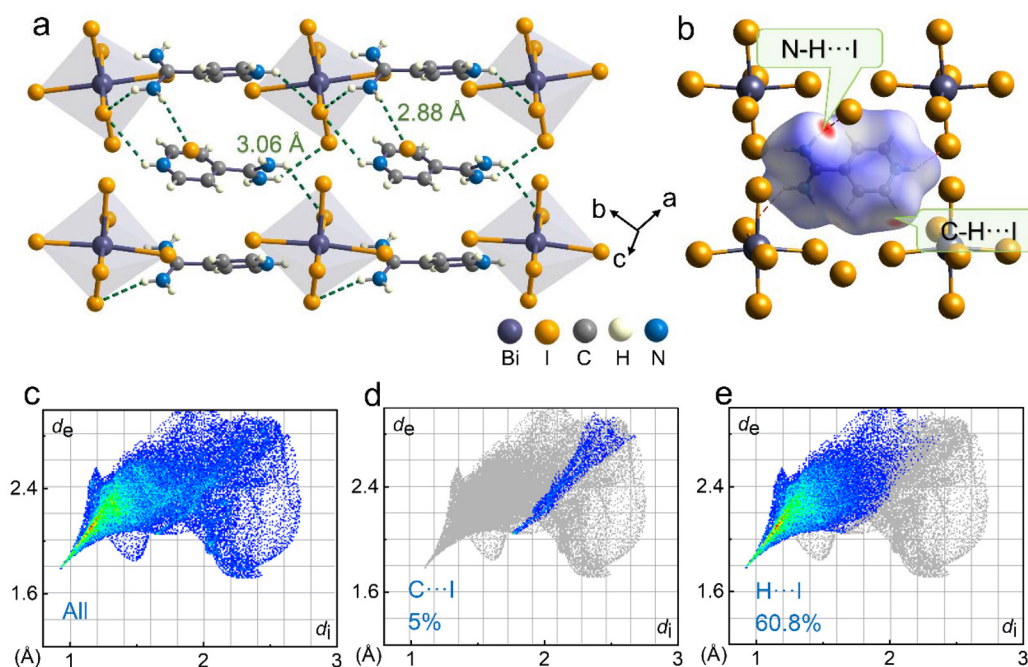 a
2.88 Å
3.06 Å
b
a
c
Bi I C H N
b
N-H···I
C-H···I
c
de
2.4
1.6
All
di
(Å) 1 2 3
d
de
2.4
1.6
C···I
5%
di
(Å) 1 2 3
e
de
2.4
1.6
H···I
60.8%
di
(Å) 1 2 3